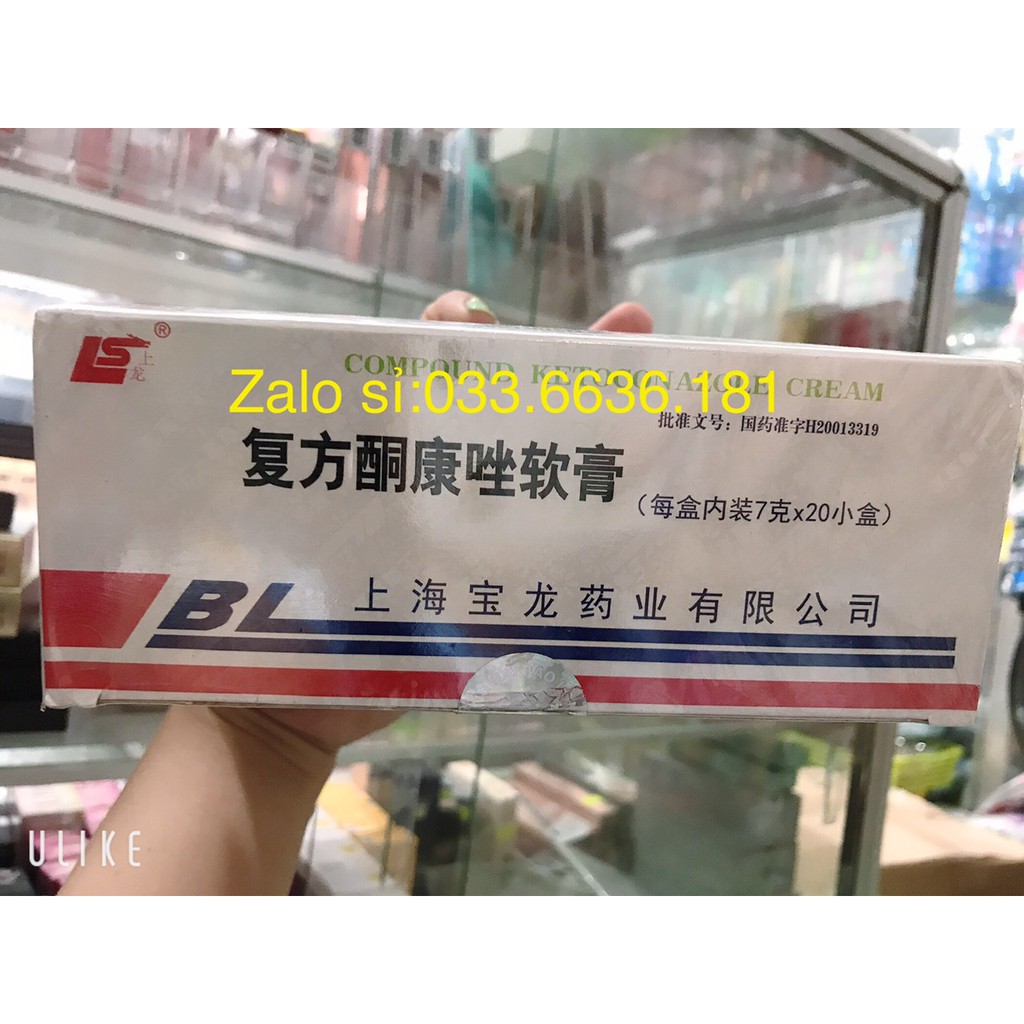 LS
®
上龙
COMPOUND KETOCONAZOLE CREAM
Zalo sỉ:033.6636.181
批准文号：国药准字H20013319
复方酮康唑软膏
（每盒内装7克x20小盒）
BL
上海宝龙药业有限公司
ULIKE